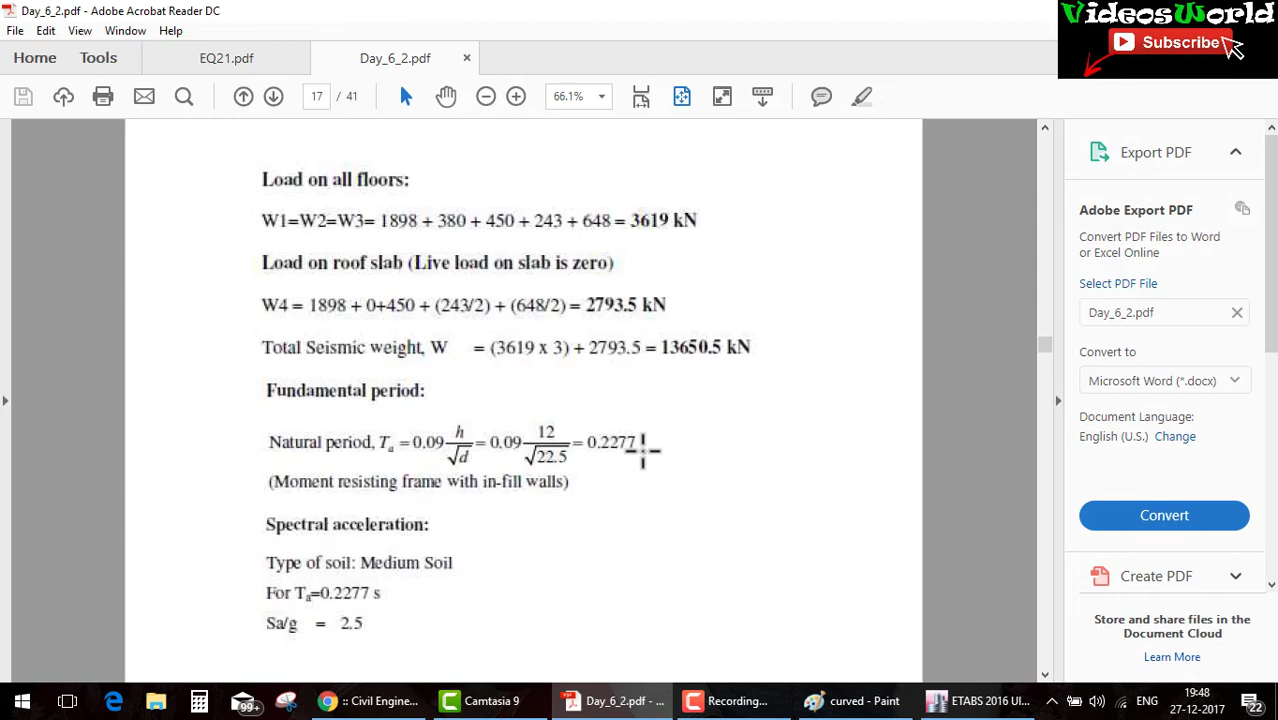 Day_6_2.pdf - Adobe Acrobat Reader DC
File Edit View Window Help
VideosWorld
Subscribe
Home Tools EQ21.pdf Day_6_2.pdf ×
17 / 41 66.1%
Load on all floors:
W1=W2=W3= 1898 + 380 + 450 + 243 + 648 = 3619 kN
Load on roof slab (Live load on slab is zero)
W4 = 1898 + 0+450 + (243/2) + (648/2) = 2793.5 kN
Total Seismic weight, W = (3619 x 3) + 2793.5 = 13650.5 kN
Fundamental period:
Natural period, Ta = 0.09 h/√d = 0.09 12/√22.5 = 0.2277
(Moment resisting frame with in-fill walls)
Spectral acceleration:
Type of soil: Medium Soil
For Ta=0.2277 s
Sa/g = 2.5
Export PDF
Adobe Export PDF
Convert PDF Files to Word
or Excel Online
Select PDF File
Day_6_2.pdf
Convert to
Microsoft Word (*.docx)
Document Language:
English (U.S.) Change
Convert
Create PDF
Store and share files in the
Document Cloud
Learn More
99+ :: Civil Engine... Camtasia 9 Day_6_2.pdf - ... Recording... curved - Paint ETABS 2016 Ul... ENG 19:48
27-12-2017 22